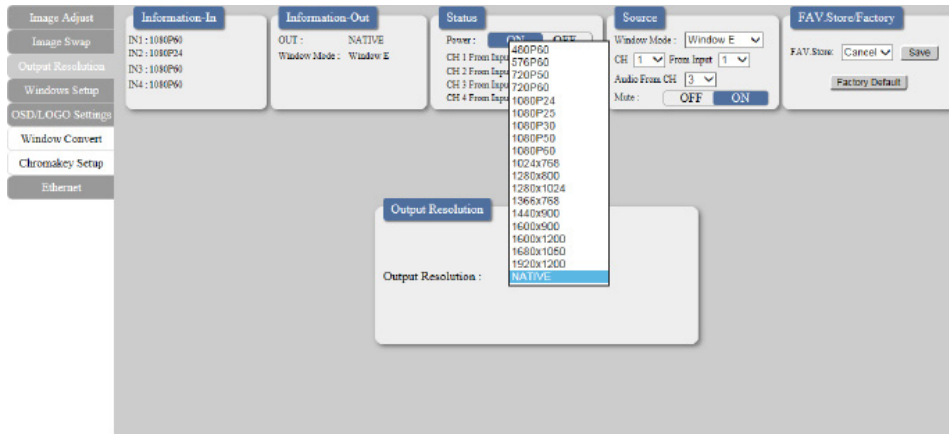 Image Adjust
Image Swap
Output Resolution
Windows Setup
OSD/LOGO Settings
Window Convert
Chromakey Setup
Ethernet
Information-In
IN1 : 1080P60
IN2 : 1080P24
IN3 : 1080P60
IN4 : 1080P60
Information-Out
OUT : NATIVE
Window Mode : Window E
Status
Power : ON OFF
CH 1 From Inpu
CH 2 From Inpu
CH 3 From Inpu
CH 4 From Inpu
Source
Window Mode : Window E
CH 1 From Input 1
Audio From CH 3
Mute : OFF ON
FAV.Store/Factory
FAV.Store: Cancel Save
Factory Default
Output Resolution
Output Resolution :
480P60
576P60
720P50
720P60
1080P24
1080P25
1080P30
1080P50
1080P60
1024x768
1280x800
1280x1024
1366x768
1440x900
1600x900
1600x1200
1680x1050
1920x1200
NATIVE